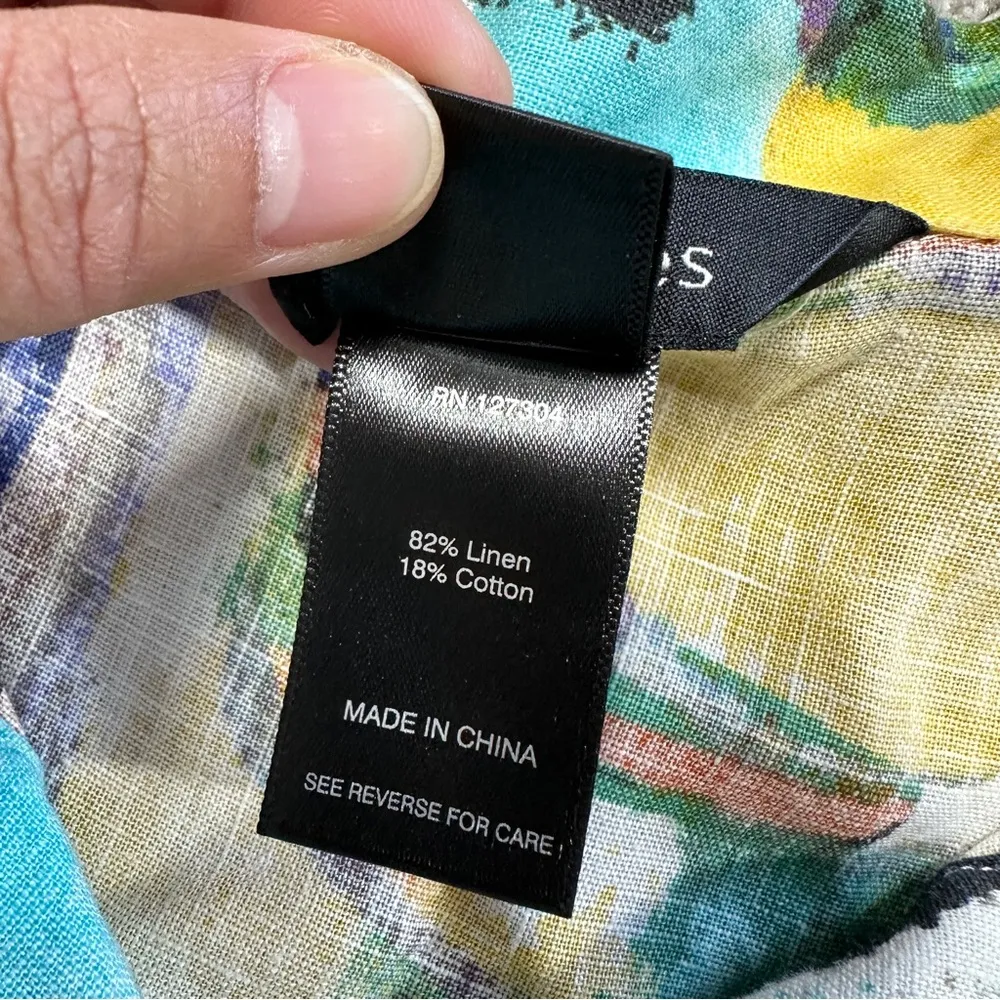 RN 127304
82% Linen
18% Cotton
MADE IN CHINA
SEE REVERSE FOR CARE